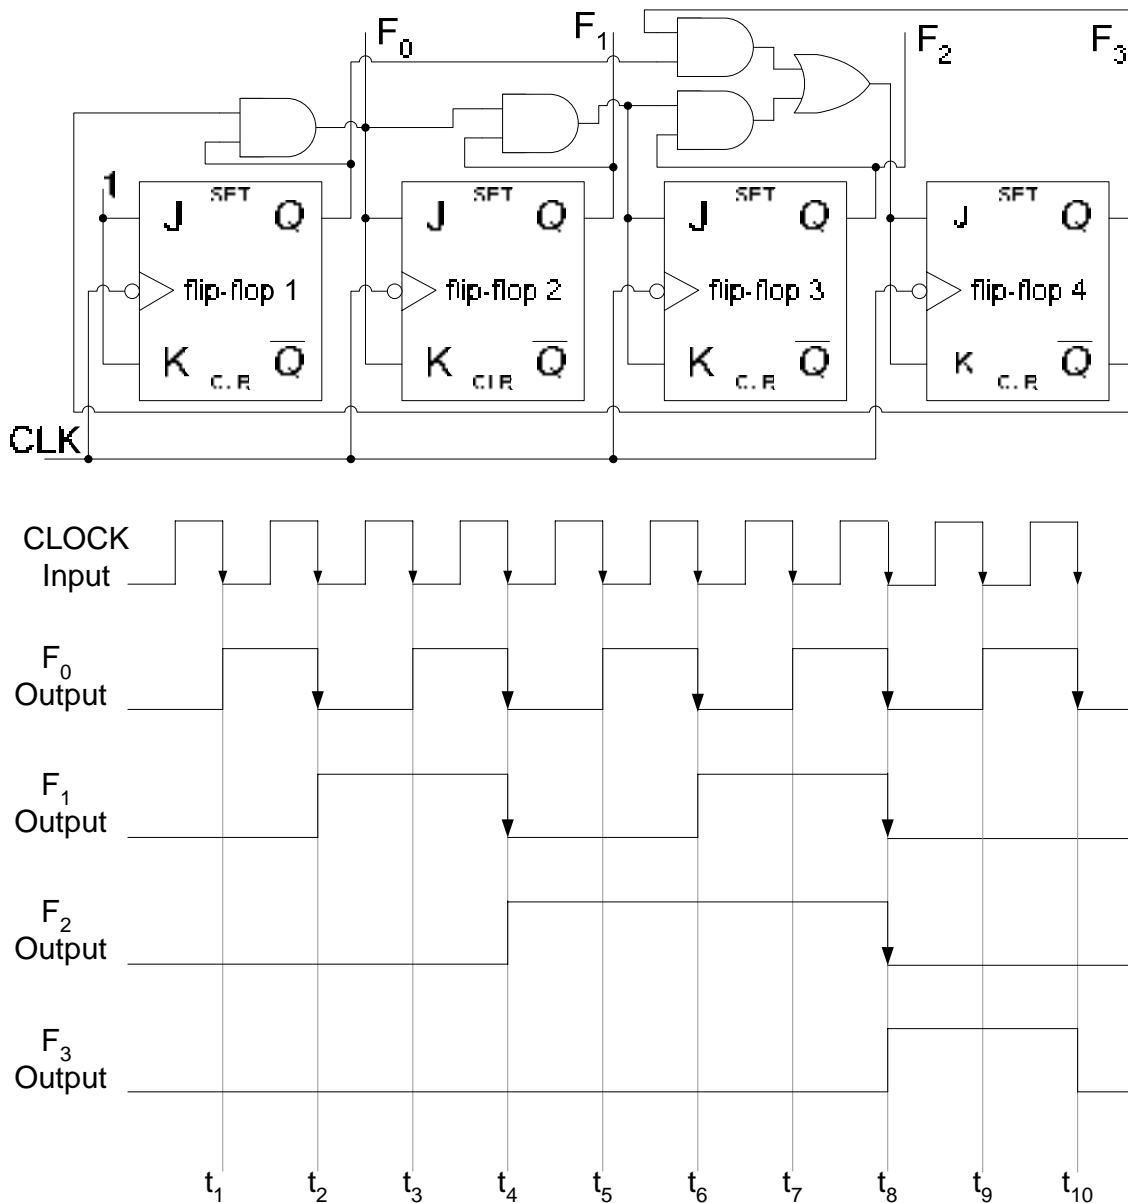 F0 F1 F2 F3
1
J SET Q J SET Q J SET Q J SET Q
flip-flop 1 flip-flop 2 flip-flop 3 flip-flop 4
K CLR Q̅ K CLR Q̅ K CLR Q̅ K CLR Q̅
CLK
CLOCK
Input
F0
Output
F1
Output
F2
Output
F3
Output
t1 t2 t3 t4 t5 t6 t7 t8 t9 t10